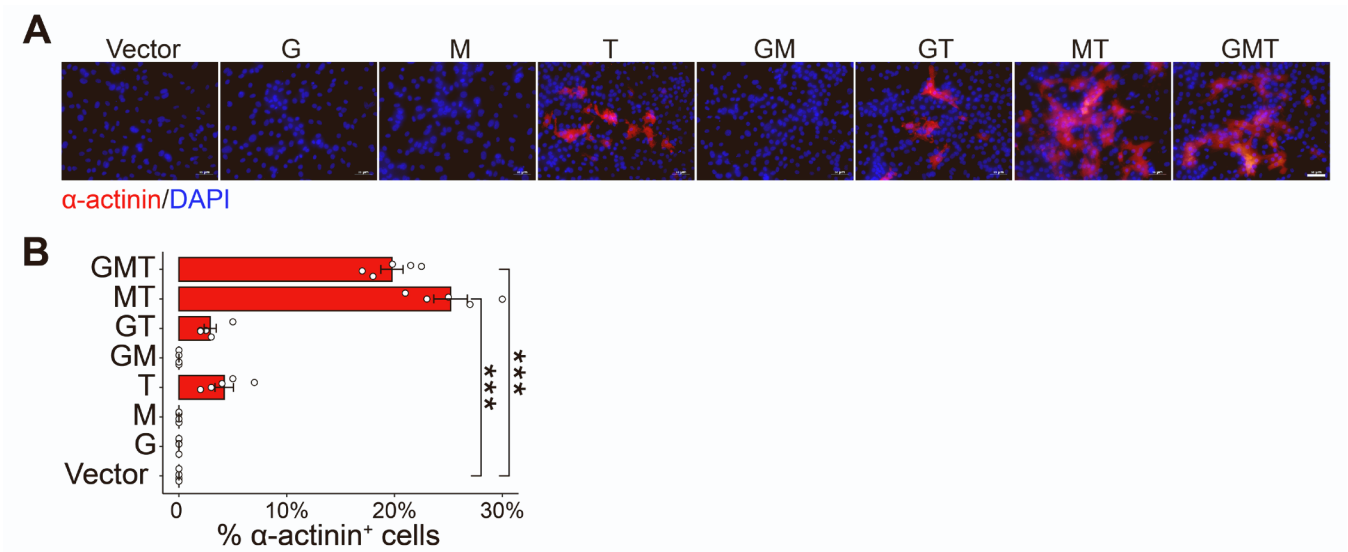 A
Vector G M T GM GT MT GMT
α-actinin/DAPI
B
GMT
MT
GT
GM
T
M
G
Vector
***
***
0 10% 20% 30%
% α-actinin⁺ cells